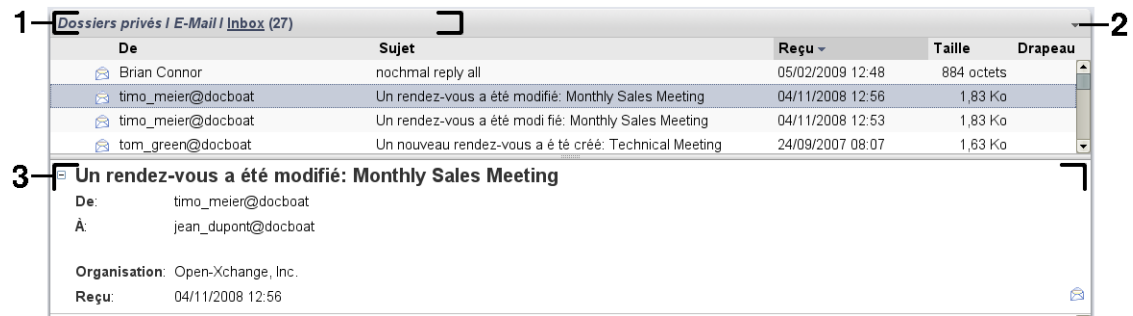 1 Dossiers privés / E-Mail / Inbox (27) 2
De Sujet Reçu Taille Drapeau
Brian Connor nochmal reply all 05/02/2009 12:48 884 octets
timo_meier@docboat Un rendez-vous a été modifié: Monthly Sales Meeting 04/11/2008 12:56 1,83 Ko
timo_meier@docboat Un rendez-vous a été modi fié: Monthly Sales Meeting 04/11/2008 12:53 1,83 Ko
tom_green@docboat Un nouveau rendez-vous a é té créé: Technical Meeting 24/09/2007 08:07 1,63 Ko
3 Un rendez-vous a été modifié: Monthly Sales Meeting
De: timo_meier@docboat
À: jean_dupont@docboat
Organisation: Open-Xchange, Inc.
Reçu: 04/11/2008 12:56